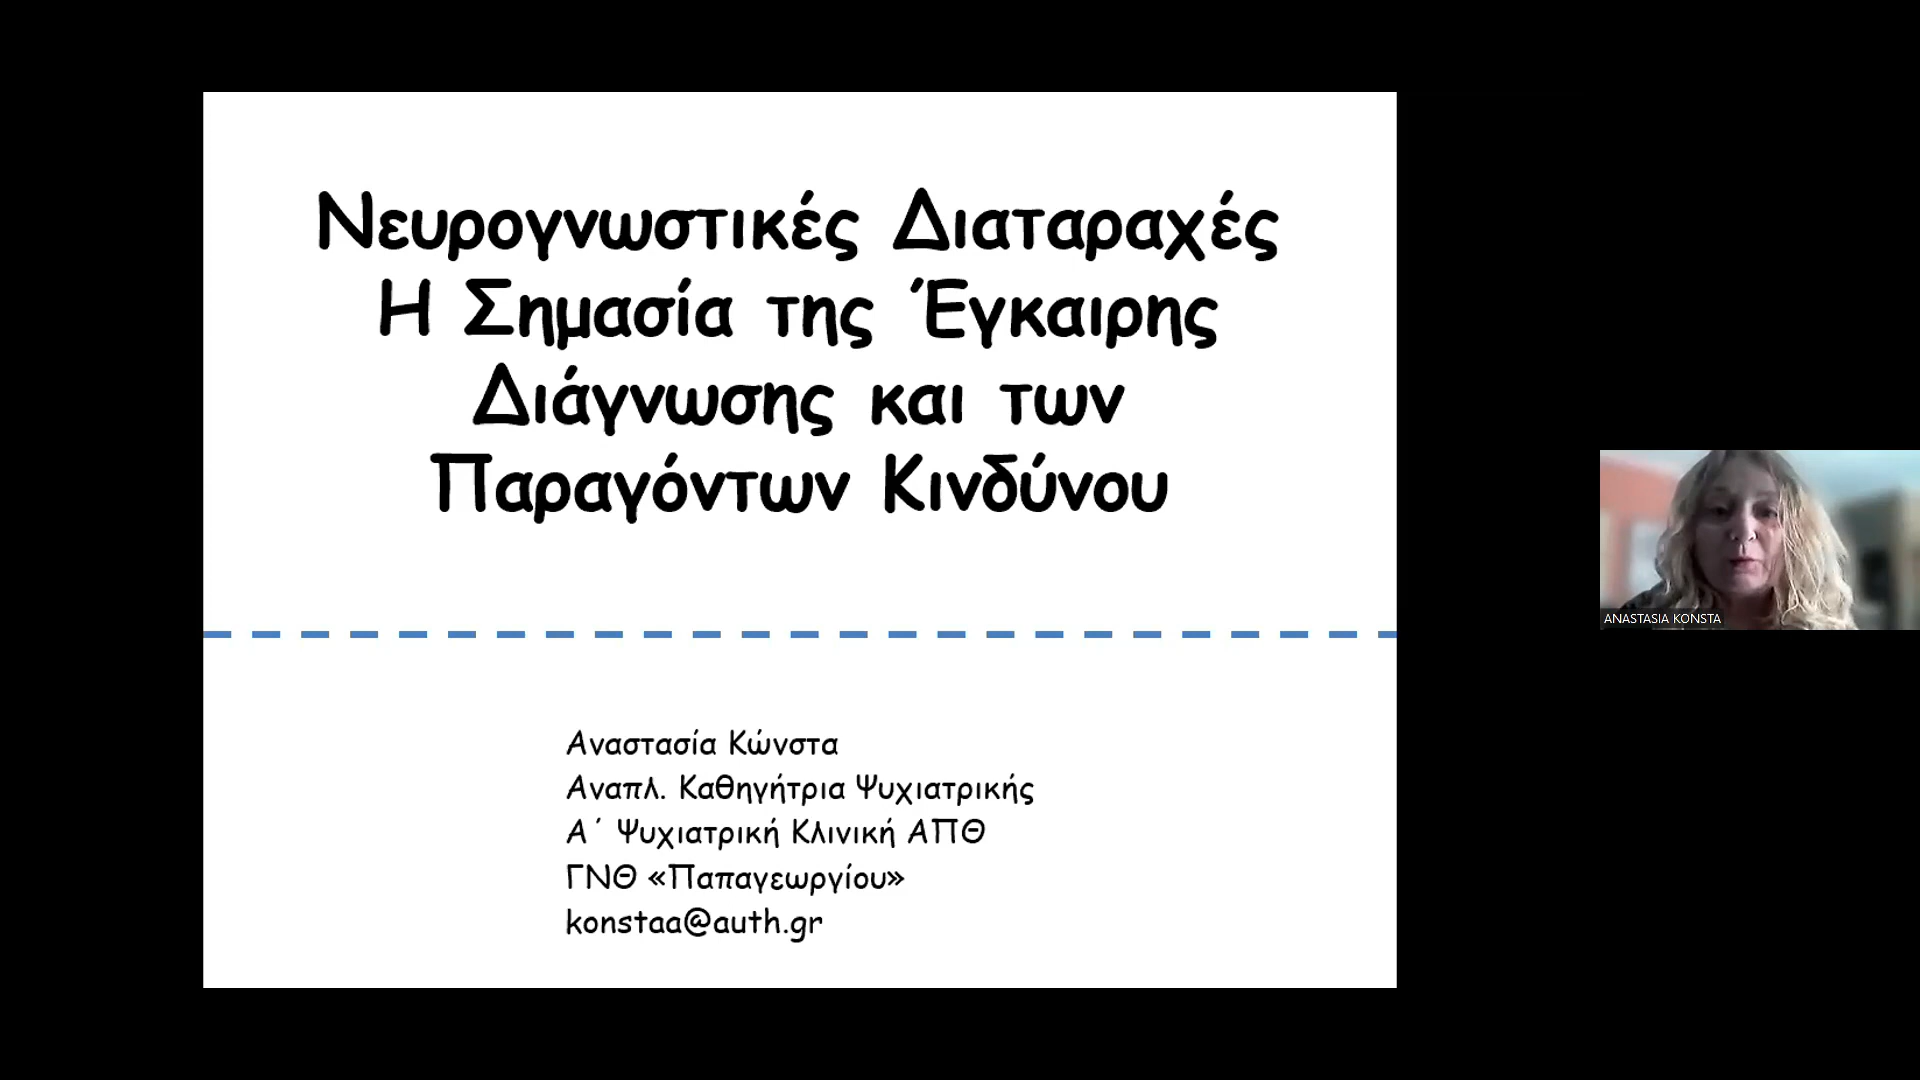 Νευρογνωστικές Διαταραχές
Η Σημασία της Έγκαιρης
Διάγνωσης και των
Παραγόντων Κινδύνου
Αναστασία Κώνστα
Αναπλ. Καθηγήτρια Ψυχιατρικής
Α΄ Ψυχιατρική Κλινική ΑΠΘ
ΓΝΘ «Παπαγεωργίου»
konstaa@auth.gr
ANASTASIA KONSTA